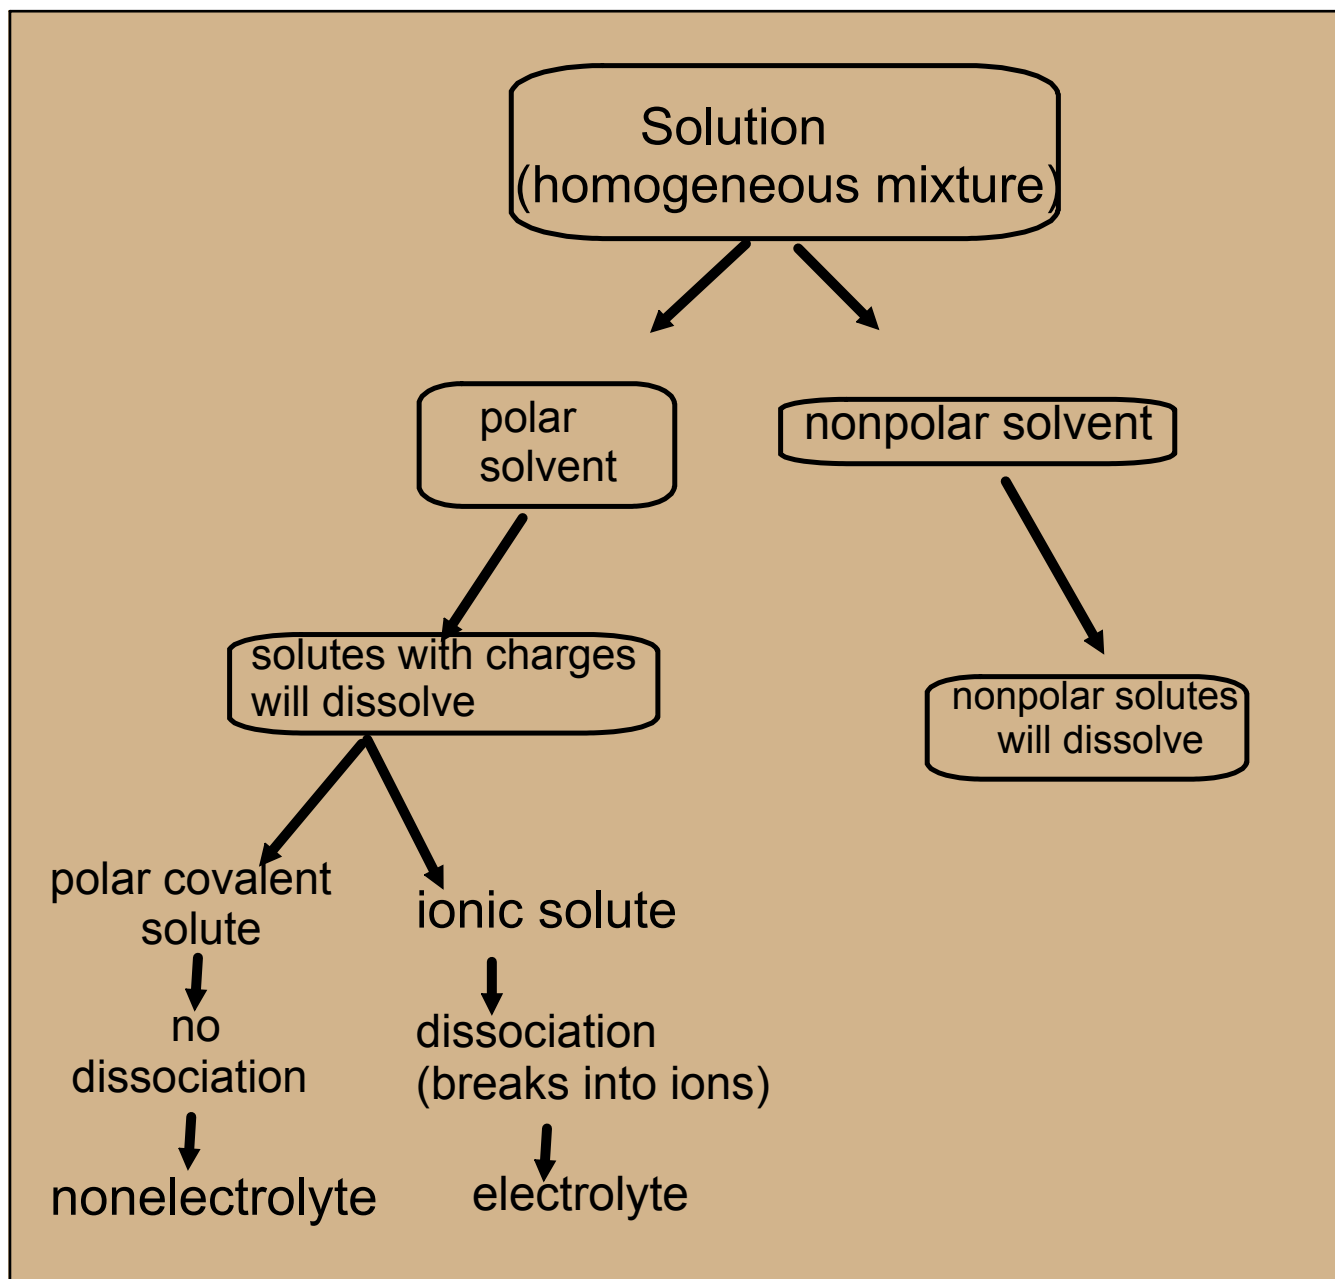 Solution
(homogeneous mixture)
polar
solvent
nonpolar solvent
solutes with charges
will dissolve
nonpolar solutes
will dissolve
polar covalent
solute
ionic solute
no
dissociation
dissociation
(breaks into ions)
nonelectrolyte
electrolyte